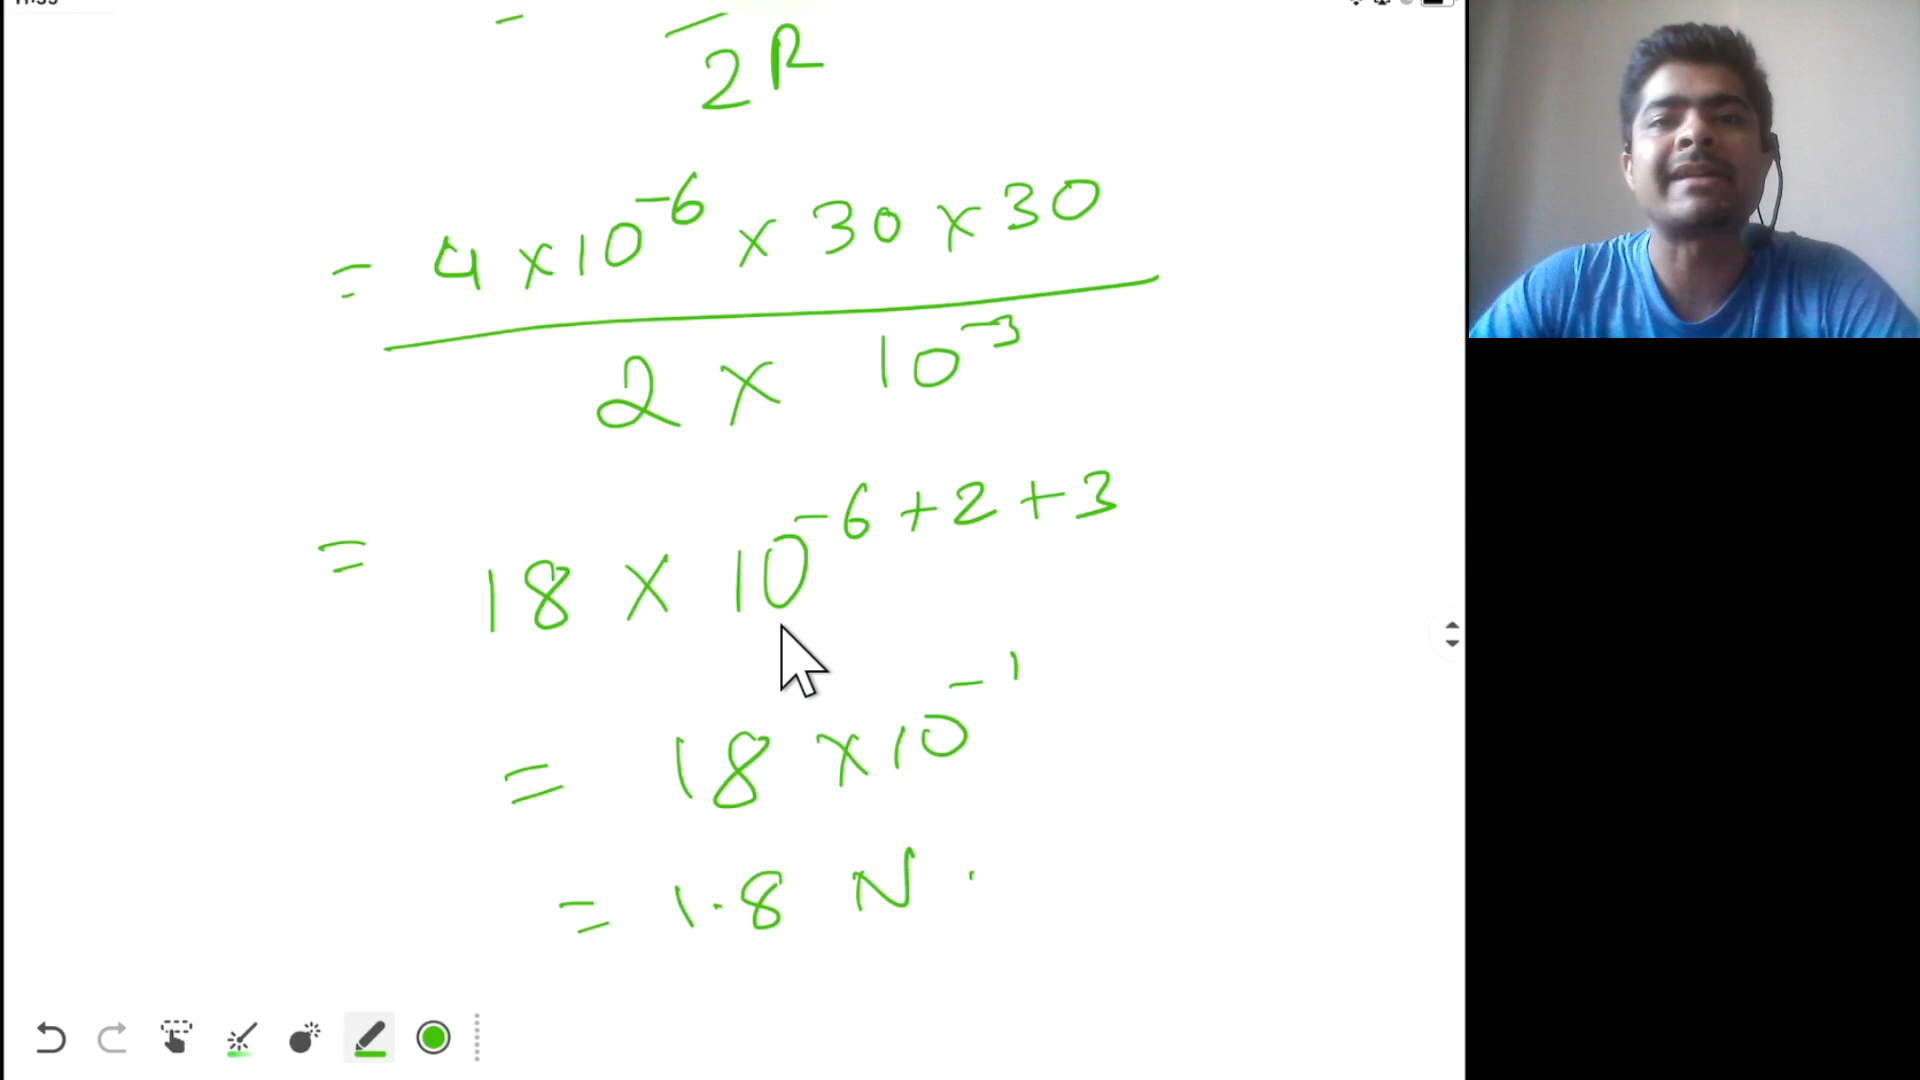 2R
= 4 × 10⁻⁶ × 30 × 30
2 × 10⁻³
= 18 × 10⁻⁶⁺²⁺³
= 18 × 10⁻¹
= 1.8 N.